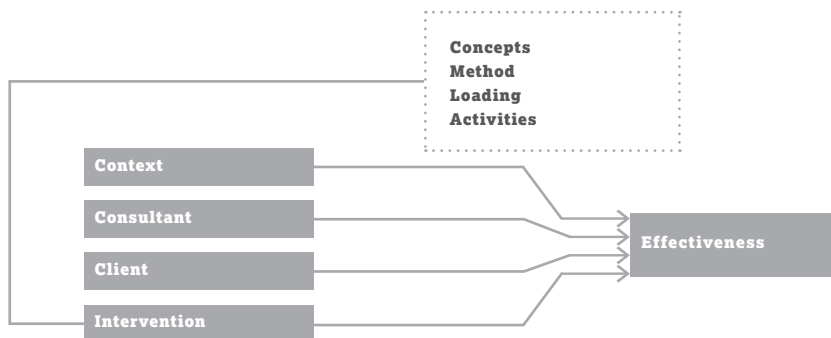 Concepts
Method
Loading
Activities
Context
Consultant
Client
Intervention
Effectiveness